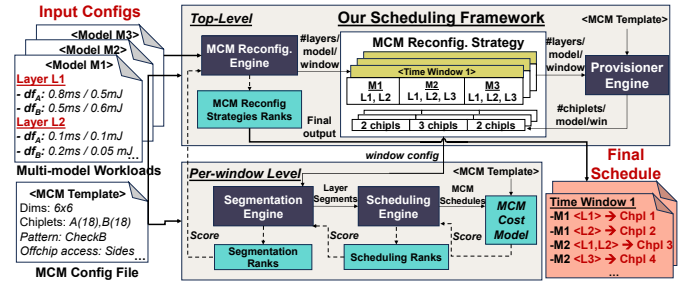 Input Configs
<Model M3>
<Model M2>
<Model M1>
Layer L1
- dfA: 0.8ms / 0.5mJ
- dfB: 0.5ms / 0.6mJ
Layer L2
- dfA: 0.1ms / 0.1mJ
- dfB: 0.2ms / 0.05 mJ
...
Multi-model Workloads
<MCM Template>
Dims: 6x6
Chiplets: A(18),B(18)
Pattern: CheckB
Offchip access: Sides
...
MCM Config File
Top-Level
Our Scheduling Framework
MCM Reconfig.
Engine
#layers/
model/
window
MCM Reconfig
Strategies Ranks
Final
output
MCM Reconfig. Strategy
<Time Window 1>
M1
L1, L2
M2
L1, L2, L3
M3
L1, L2, L3
2 chipls
3 chipls
2 chipls
#layers/
model/
window
<MCM Template>
Provisioner
Engine
#chiplets/
model/win
window config
Per-window Level
Segmentation
Engine
Layer
Segments
Scheduling
Engine
MCM
Schedules
<MCM Template>
MCM
Cost
Model
Score
Segmentation
Ranks
Score
Scheduling Ranks
Score
Final
Schedule
Time Window 1
-M1 <L1> → Chpl 1
-M1 <L2> → Chpl 2
-M2 <L1,L2> → Chpl 3
-M2 <L3> → Chpl 4
...